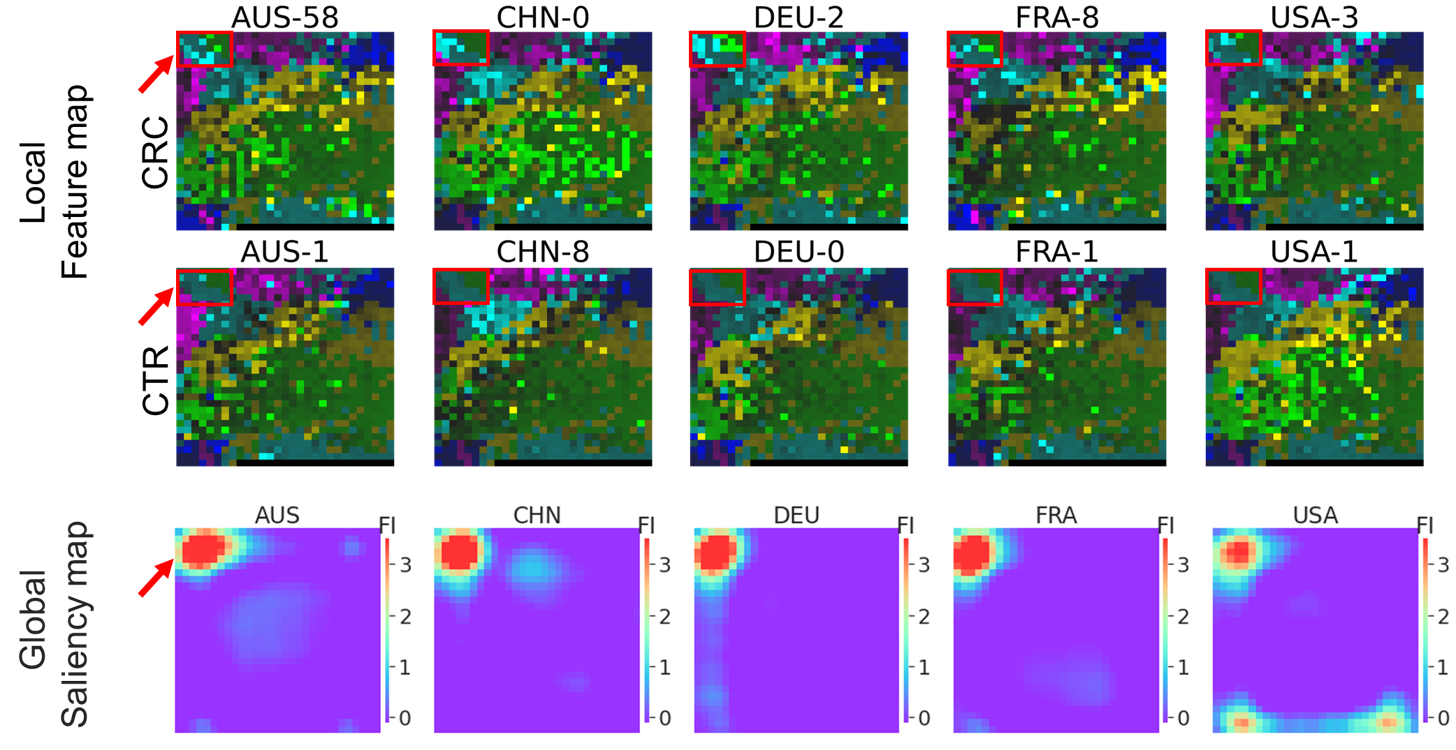 AUS-58 CHN-0 DEU-2 FRA-8 USA-3
Local
Feature map
CRC
AUS-1 CHN-8 DEU-0 FRA-1 USA-1
CTR
Global
Saliency map
AUS FI CHN FI DEU FI FRA FI USA FI
3 3 3 3 3
2 2 2 2 2
1 1 1 1 1
0 0 0 0 0